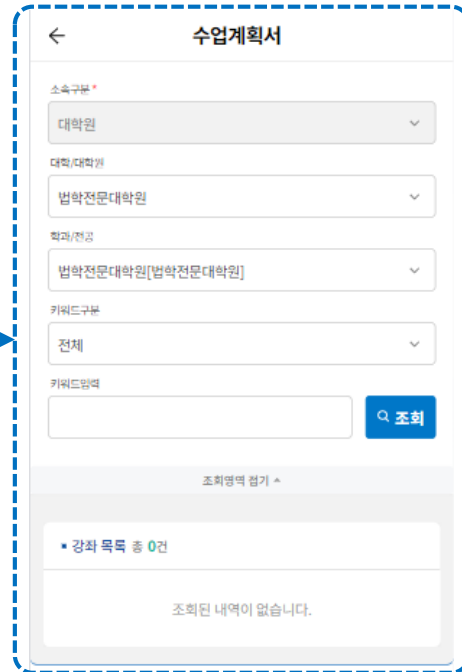 수업계획서
소속구분 *
대학원
대학/대학원
법학전문대학원
학과/전공
법학전문대학원[법학전문대학원]
키워드구분
전체
키워드입력
조회
조회영역 접기
강좌 목록 총 0건
조회된 내역이 없습니다.